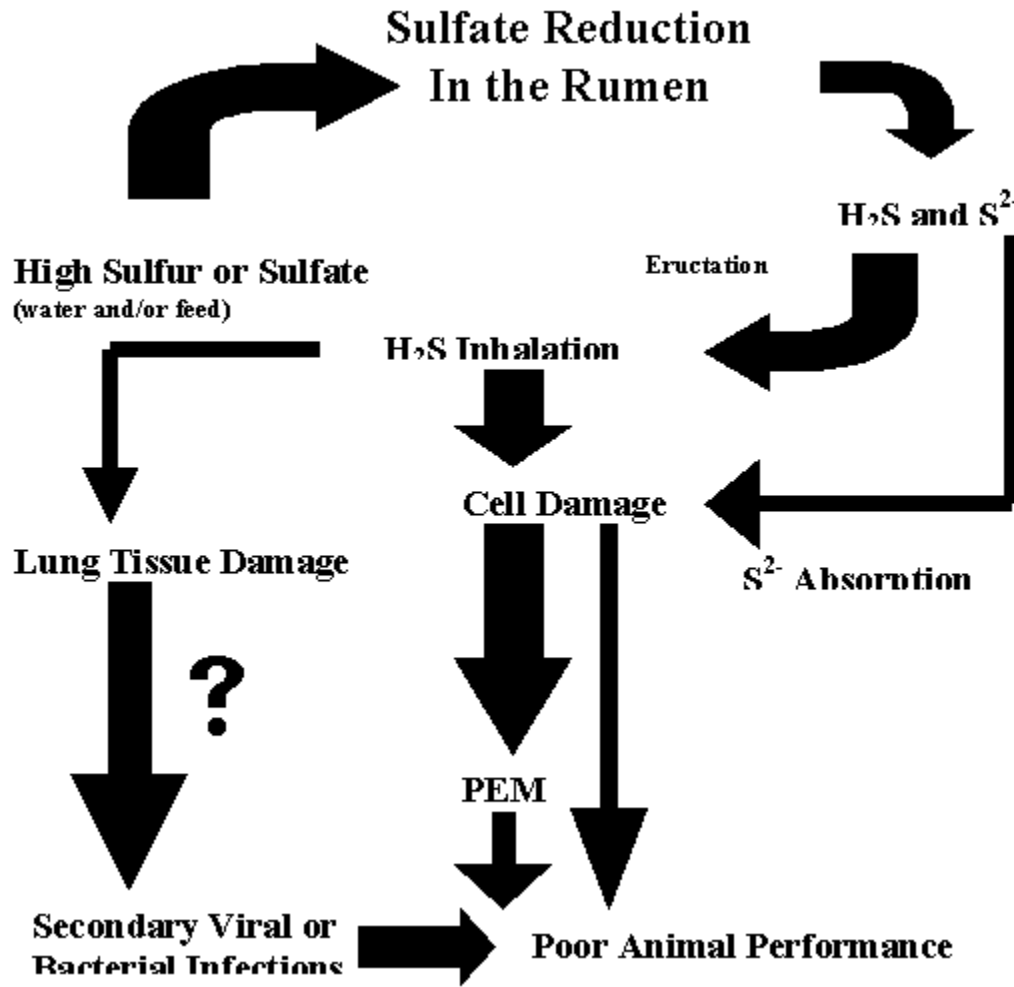 Sulfate Reduction
In the Rumen
H₂S and S²⁻
Eructation
High Sulfur or Sulfate
(water and/or feed)
H₂S Inhalation
Cell Damage
Lung Tissue Damage
S²⁻ Absorption
?
PEM
Secondary Viral or
Bacterial Infections
Poor Animal Performance